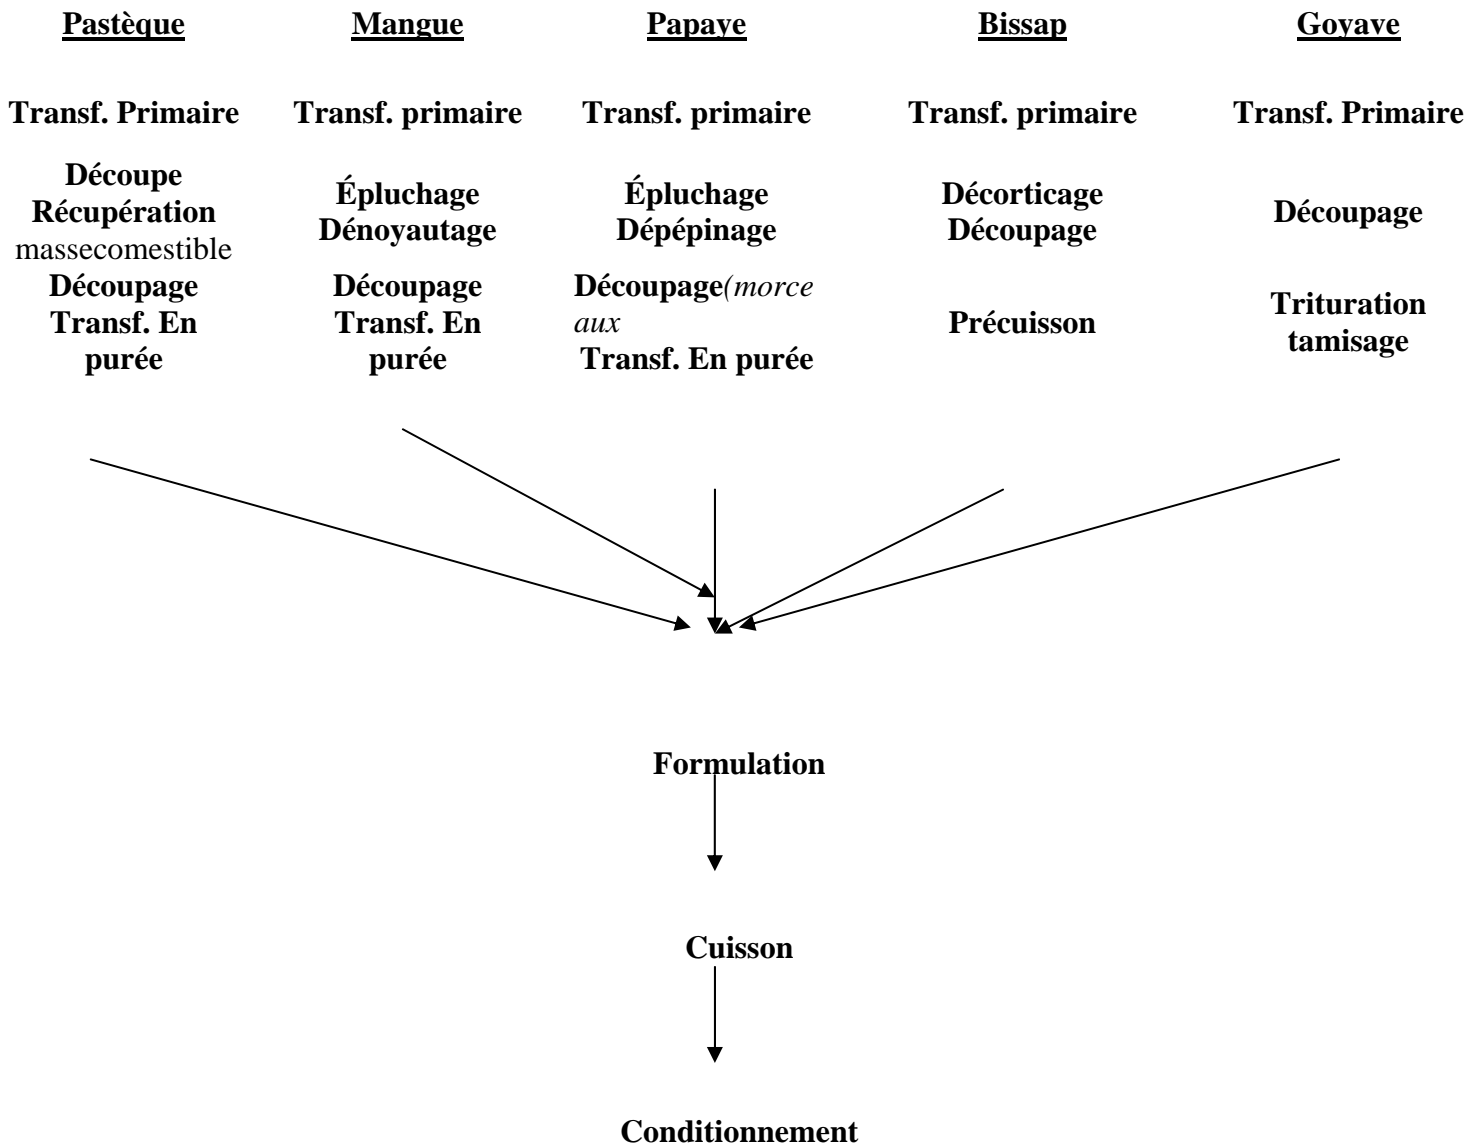 Pastèque Mangue Papaye Bissap Goyave
Transf. Primaire Transf. primaire Transf. primaire Transf. primaire Transf. Primaire
Découpe
Récupération
massecomestible
Épluchage
Dénoyautage
Épluchage
Dépépinage
Décorticage
Découpage
Découpage
Découpage
Transf. En
purée
Découpage
Transf. En
purée
Découpage(morce
aux
Transf. En purée
Précuisson
Trituration
tamisage
Formulation
Cuisson
Conditionnement